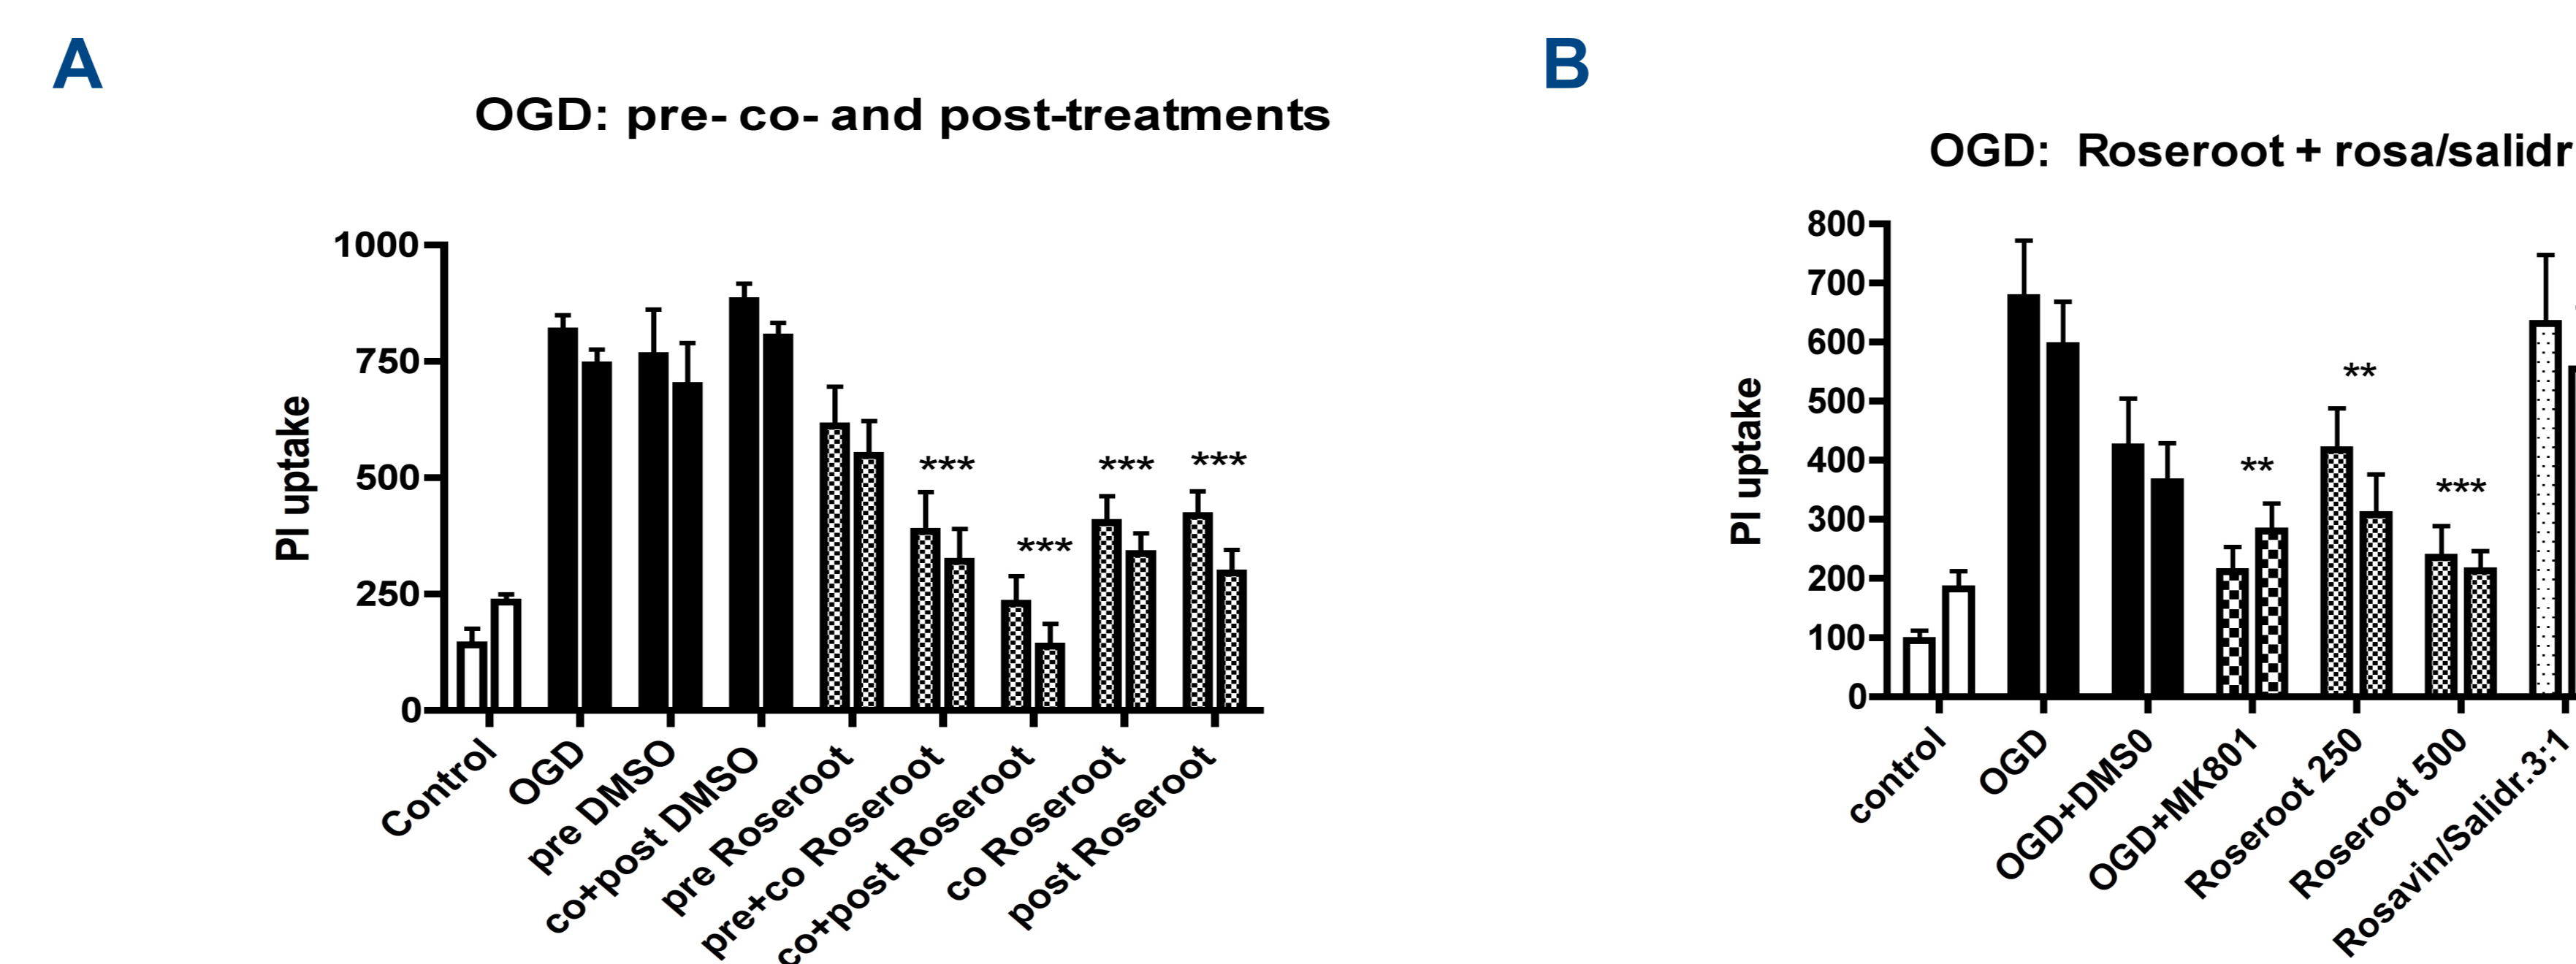 A
OGD: pre- co- and post-treatments
PI uptake
1000
750
500
250
0
***
***
***
***
Control
OGD
pre DMSO
co+post DMSO
pre Roseroot
pre+co Roseroot
co+post Roseroot
co Roseroot
post Roseroot
B
OGD: Roseroot + rosa/salidr
PI uptake
800
700
600
500
400
300
200
100
0
**
**
***
control
OGD
OGD+DMS0
OGD+MK801
Roseroot 250
Roseroot 500
Rosavin/Salidr.3:1